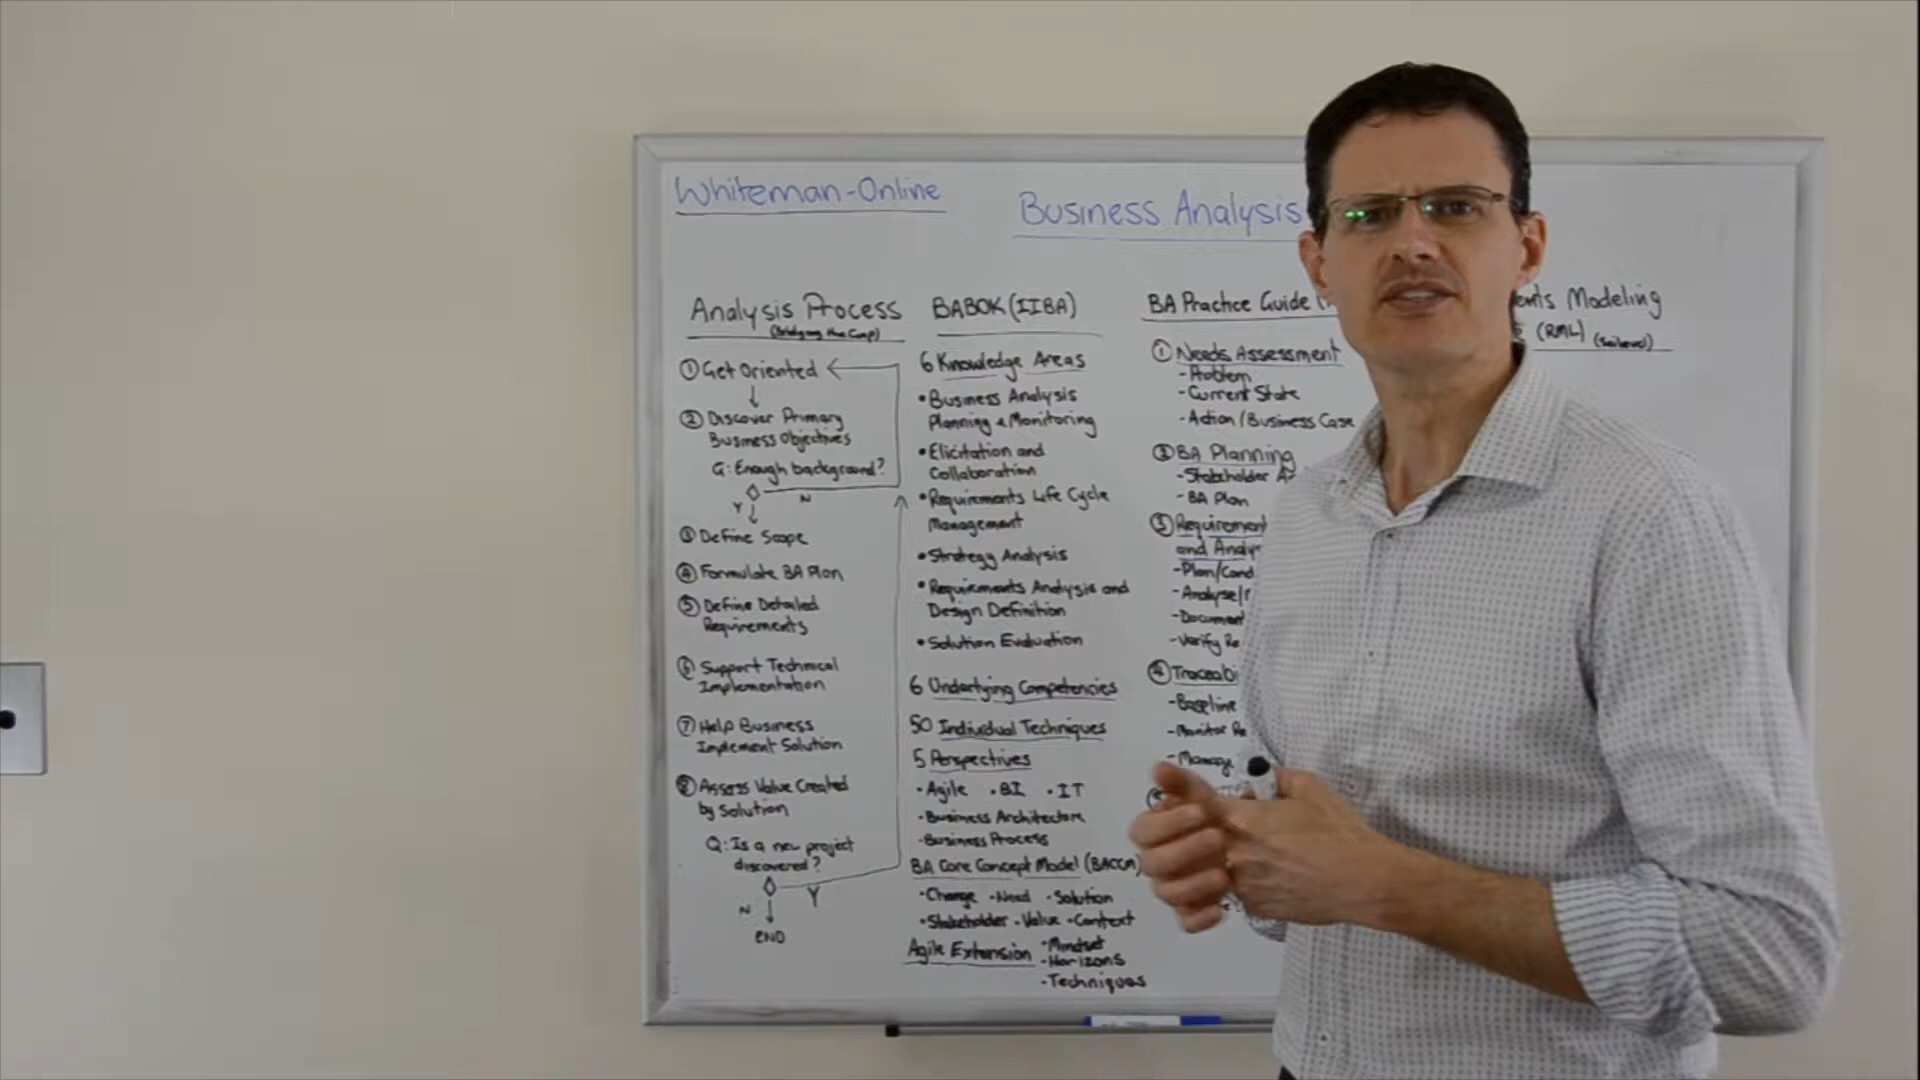 Whiteman-Online
Business Analysis
Analysis Process
(Bridging the Gap)
① Get Oriented
② Discover Primary
Business Objectives
Q: Enough background?
Y
N
③ Define Scope
④ Formulate BA Plan
⑤ Define Detailed
Requirements
⑥ Support Technical
Implementation
⑦ Help Business
Implement Solution
⑧ Assess Value Created
by Solution
Q: Is a new project
discovered?
Y
N
END
BABOK (IIBA)
6 Knowledge Areas
• Business Analysis
Planning & Monitoring
• Elicitation and
Collaboration
• Requirements Life Cycle
Management
• Strategy Analysis
• Requirements Analysis and
Design Definition
• Solution Evaluation
6 Underlying Competencies
50 Individual Techniques
5 Perspectives
• Agile • BI • IT
• Business Architecture
• Business Process
BA Core Concept Model (BACCM)
• Change • Need • Solution
• Stakeholder • Value • Context
Agile Extension • Mindset
- Horizons
- Techniques
BA Practice Guide (
① Needs Assessment
- Problem
- Current State
- Action/Business Case
② BA Planning
- Stakeholder A
- BA Plan
③ Requirement
and Analy
- Plan/Cond
- Analyse/
- Document
- Verify Re
④ Traceabi
- Baseline
- Monitor Re
- Manage
ents Modeling
(RML) (Seilevel)